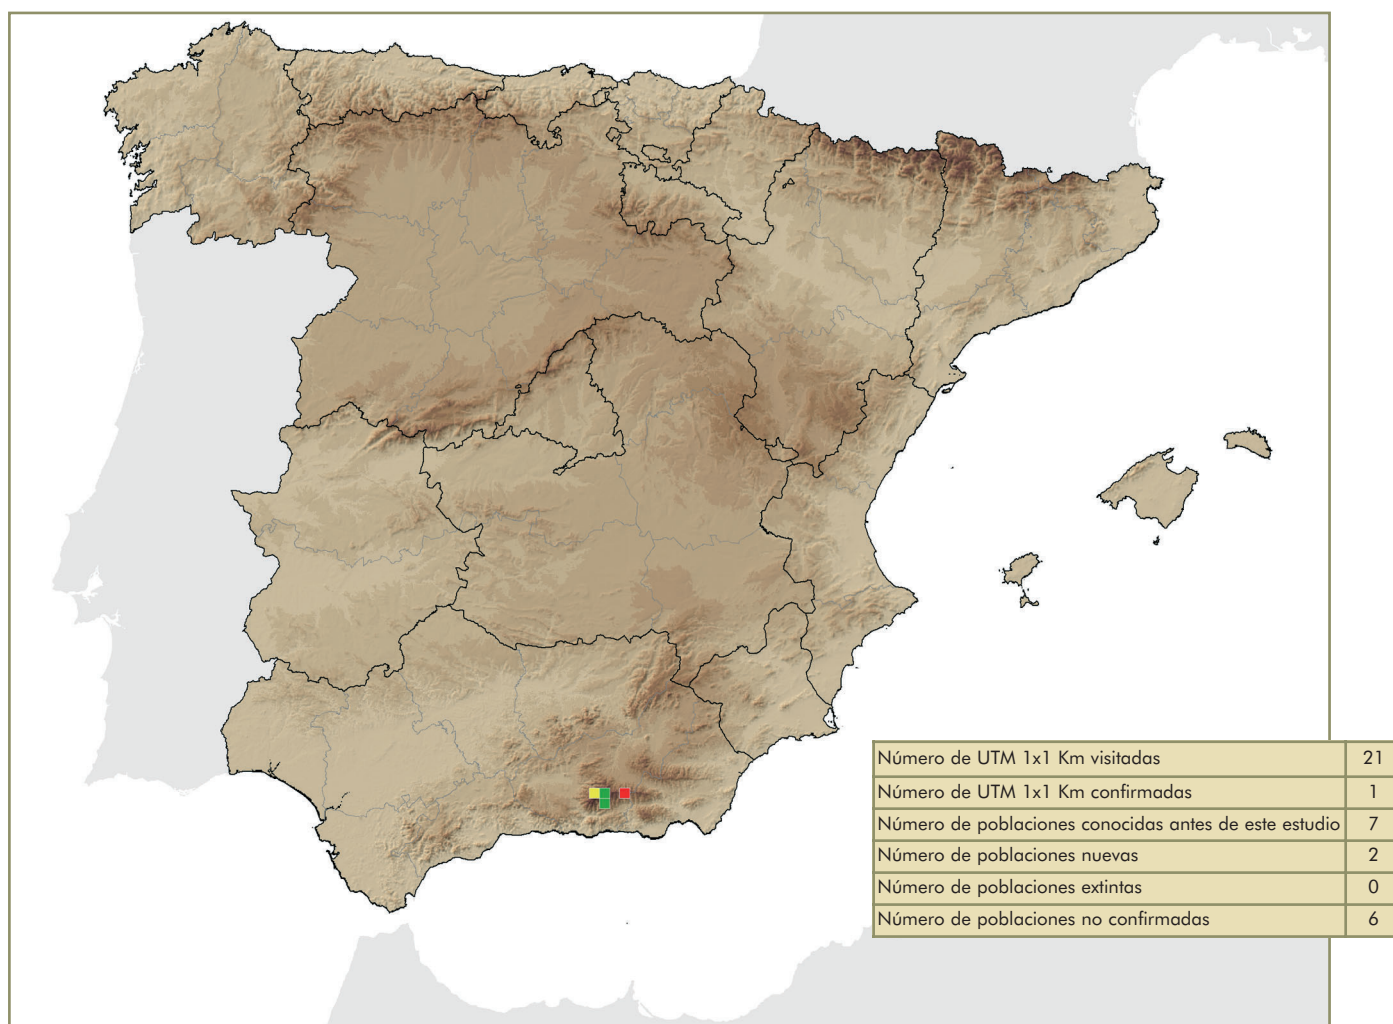 Número de UTM 1x1 Km visitadas 21
Número de UTM 1x1 Km confirmadas 1
Número de poblaciones conocidas antes de este estudio 7
Número de poblaciones nuevas 2
Número de poblaciones extintas 0
Número de poblaciones no confirmadas 6